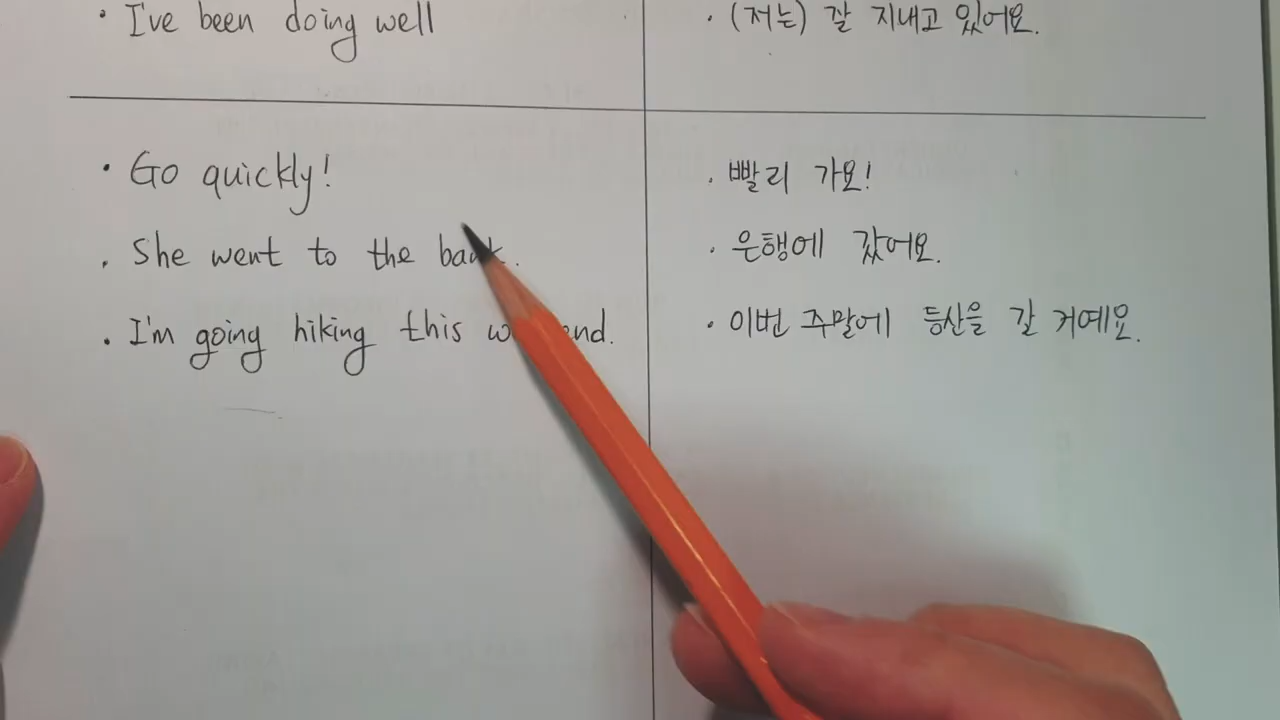 · I've been doing well
· (저는) 잘 지내고 있어요.
· Go quickly!
· 빨리 가요!
· She went to the bank.
· 은행에 갔어요.
· I'm going hiking this weekend.
· 이번 주말에 등산을 갈 거예요.